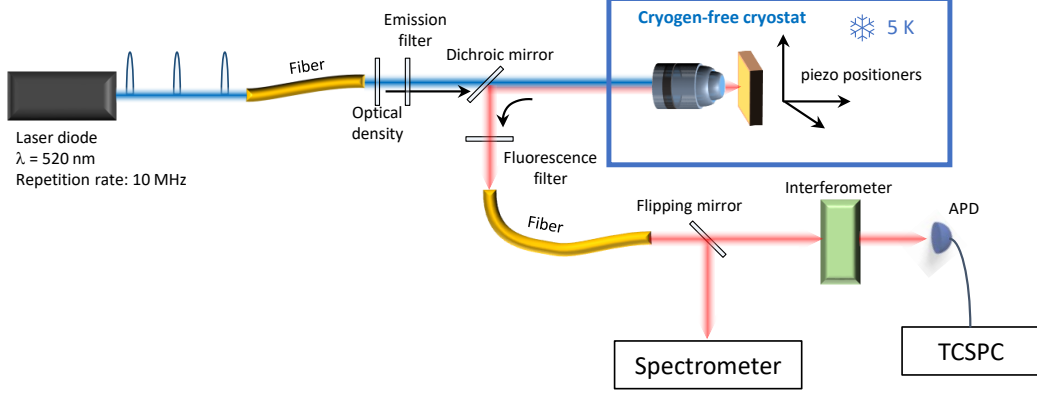 Emission
filter
Cryogen-free cryostat
5 K
Fiber
Dichroic mirror
piezo positioners
Optical
density
Laser diode
λ = 520 nm
Repetition rate: 10 MHz
Fluorescence
filter
Interferometer
Flipping mirror
APD
Fiber
Spectrometer
TCSPC